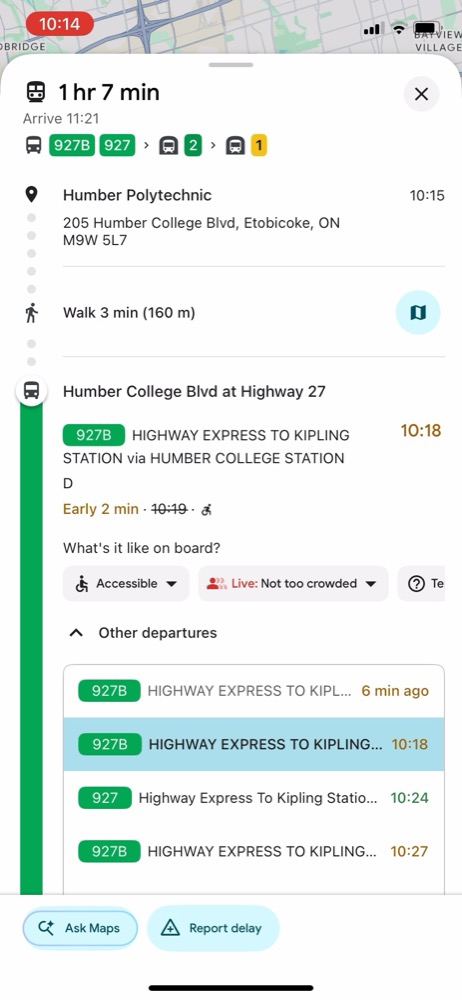 10:14
DBRIDGE
BAYVIEW
VILLAGE
1 hr 7 min
Arrive 11:21
927B 927 › 2 › 1
Humber Polytechnic 10:15
205 Humber College Blvd, Etobicoke, ON
M9W 5L7
Walk 3 min (160 m)
Humber College Blvd at Highway 27
927B HIGHWAY EXPRESS TO KIPLING 10:18
STATION via HUMBER COLLEGE STATION
D
Early 2 min · 10:19 ·
What's it like on board?
Accessible Live: Not too crowded Te
Other departures
927B HIGHWAY EXPRESS TO KIPL... 6 min ago
927B HIGHWAY EXPRESS TO KIPLING... 10:18
927 Highway Express To Kipling Statio... 10:24
927B HIGHWAY EXPRESS TO KIPLING... 10:27
Ask Maps Report delay